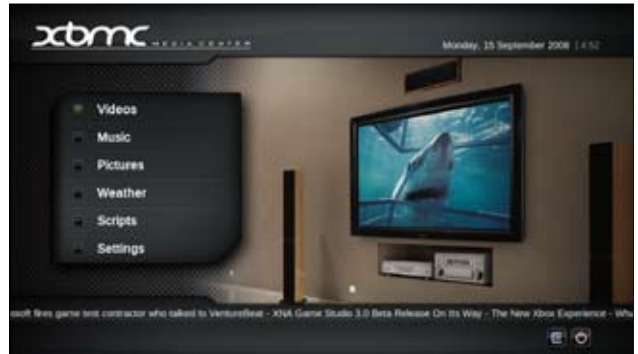 xbmc MEDIA CENTER
Monday, 15 September 2008 | 4:52
Videos
Music
Pictures
Weather
Scripts
Settings
osoft fires game test contractor who talked to VentureBeat - XNA Game Studio 3.0 Beta Release On Its Way - The New Xbox Experience - Wha